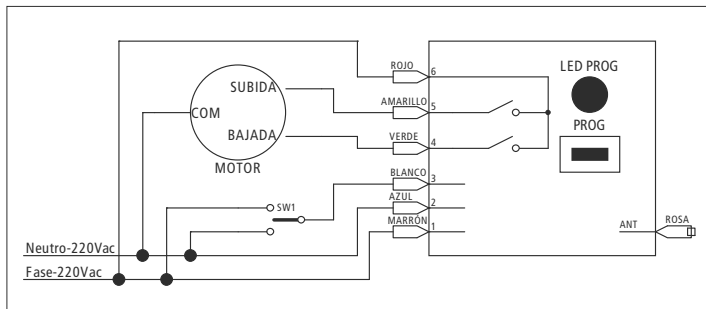 ROJO
6
LED PROG
SUBIDA
AMARILLO
5
COM
PROG
BAJADA
VERDE
4
MOTOR
BLANCO
3
SW1
AZUL
2
MARRÓN
1
ANT
ROSA
Neutro-220Vac
Fase-220Vac